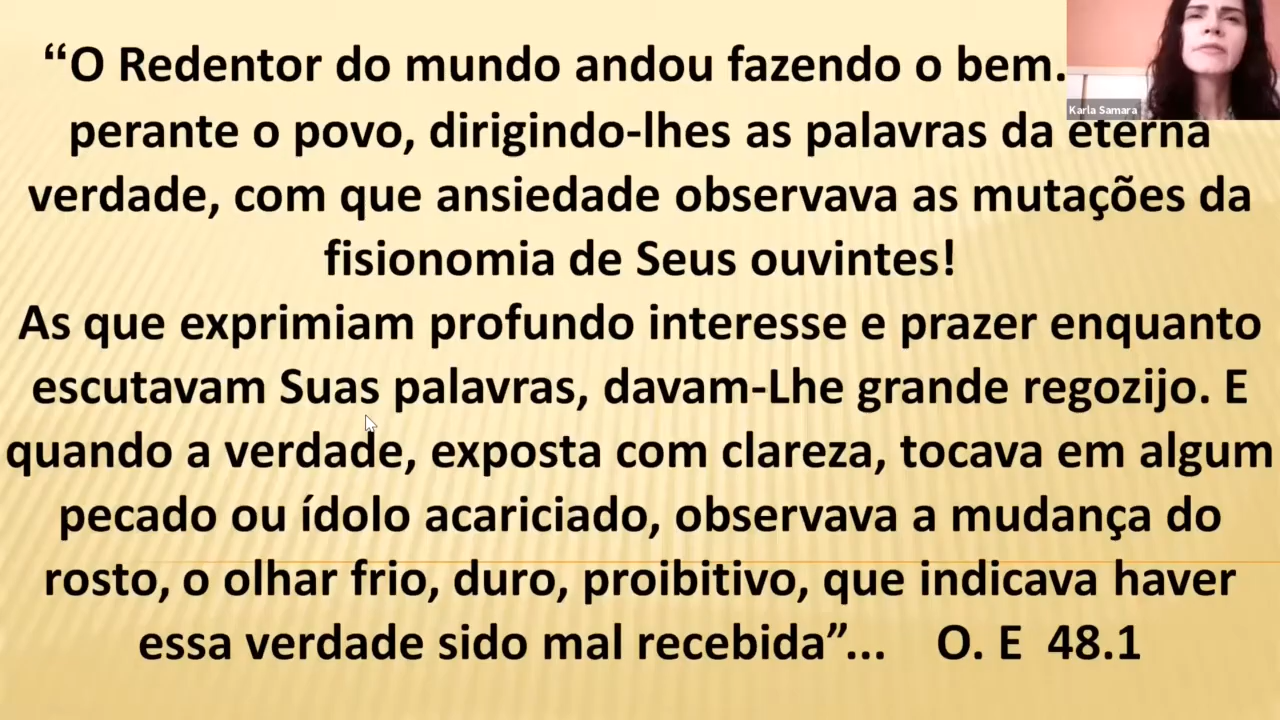 “O Redentor do mundo andou fazendo o bem.
Karla Samara
perante o povo, dirigindo-lhes as palavras da eterna
verdade, com que ansiedade observava as mutações da
fisionomia de Seus ouvintes!
As que exprimiam profundo interesse e prazer enquanto
escutavam Suas palavras, davam-Lhe grande regozijo. E
quando a verdade, exposta com clareza, tocava em algum
pecado ou ídolo acariciado, observava a mudança do
rosto, o olhar frio, duro, proibitivo, que indicava haver
essa verdade sido mal recebida”... O. E 48.1